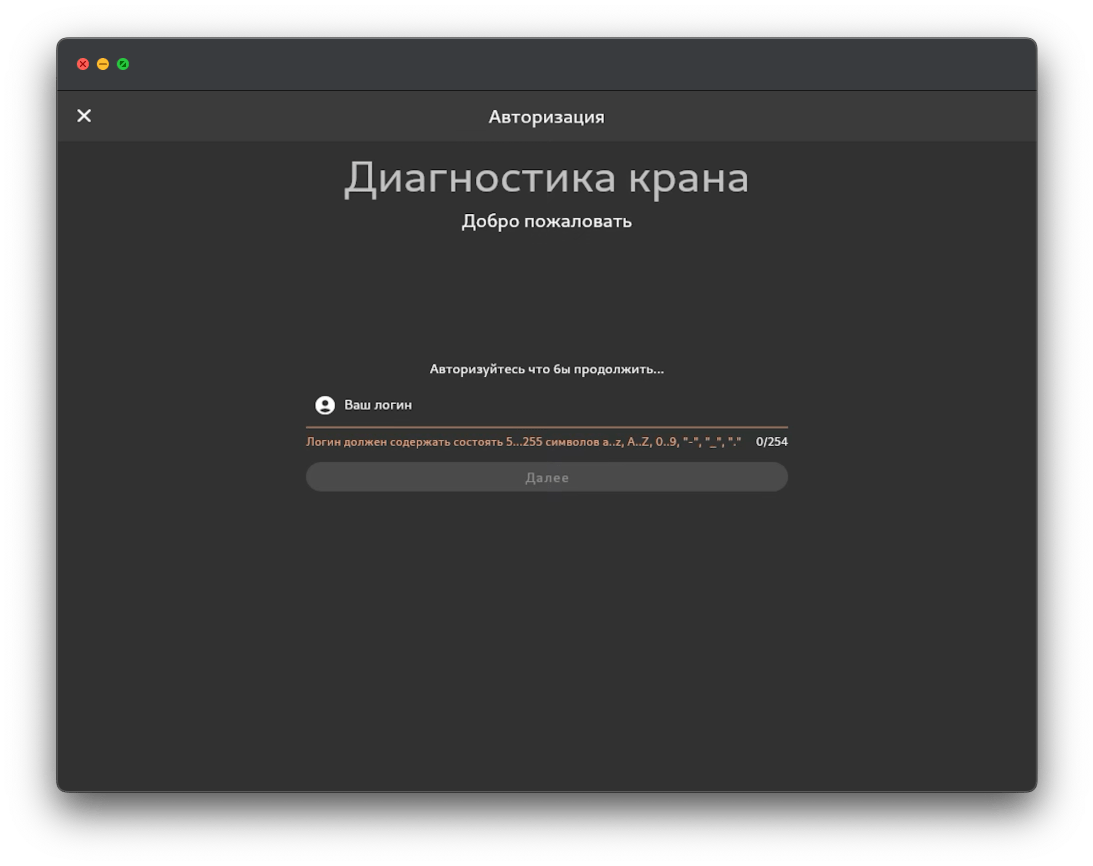 Авторизация
Диагностика крана
Добро пожаловать
Авторизуйтесь что бы продолжить...
Ваш логин
Логин должен содержать состоять 5...255 символов a..z, A..Z, 0..9, "-", "_", "." 0/254
Далее